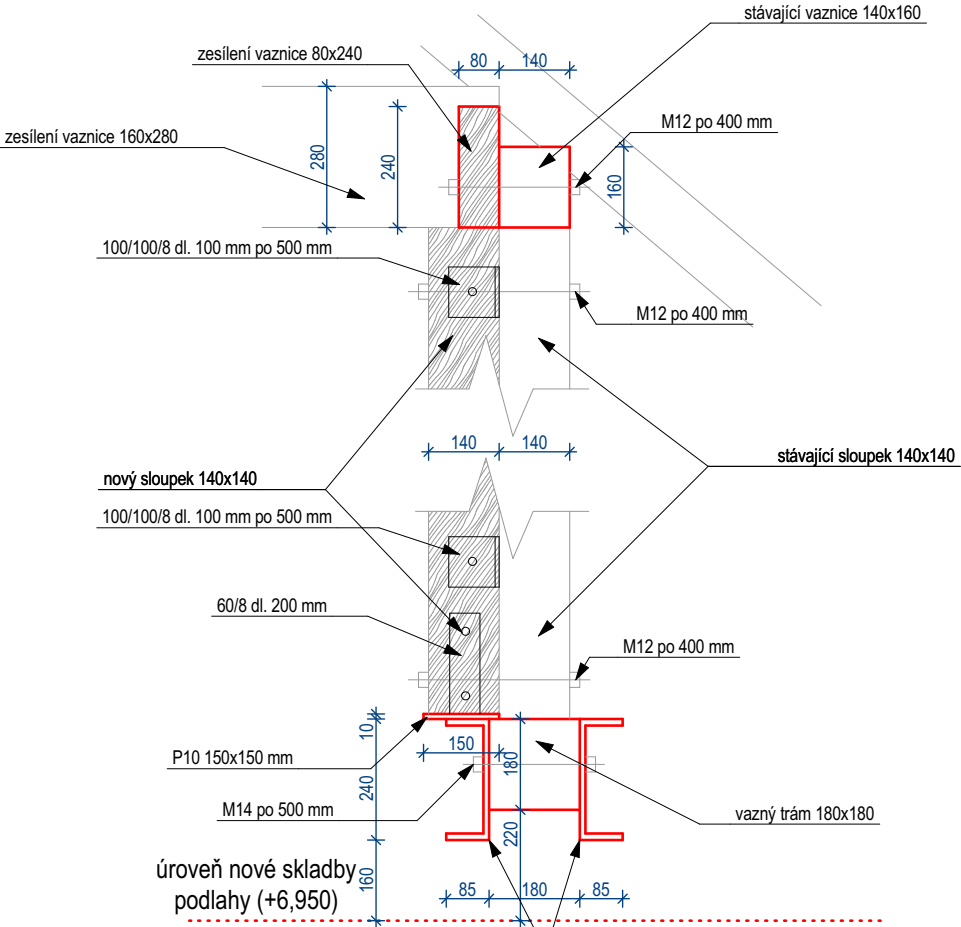 stávající vaznice 140x160
zesílení vaznice 80x240
80
140
M12 po 400 mm
zesílení vaznice 160x280
280
240
160
100/100/8 dl. 100 mm po 500 mm
M12 po 400 mm
140
140
stávající sloupek 140x140
nový sloupek 140x140
100/100/8 dl. 100 mm po 500 mm
60/8 dl. 200 mm
M12 po 400 mm
10
150
180
P10 150x150 mm
240
M14 po 500 mm
vazný trám 180x180
220
úroveň nové skladby
podlahy (+6,950)
160
85
180
85